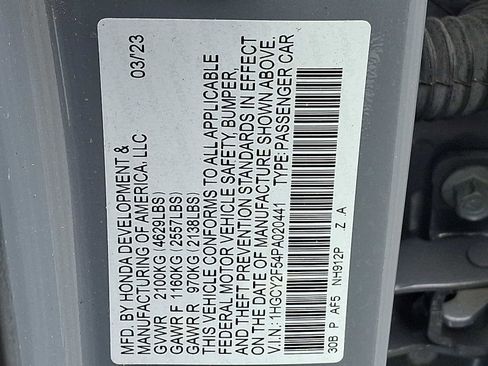 MFD. BY HONDA DEVELOPMENT & 03/23
MANUFACTURING OF AMERICA, LLC
GVWR 2100KG (4629LBS)
GAWR F 1160KG (2557LBS)
GAWR R 970KG (2138LBS)
THIS VEHICLE CONFORMS TO ALL APPLICABLE
FEDERAL MOTOR VEHICLE SAFETY, BUMPER,
AND THEFT PREVENTION STANDARDS IN EFFECT
ON THE DATE OF MANUFACTURE SHOWN ABOVE.
V.I.N.: 1HGCY2F54PA020441 TYPE:PASSENGER CAR
30B P AF5 NH912P Z A